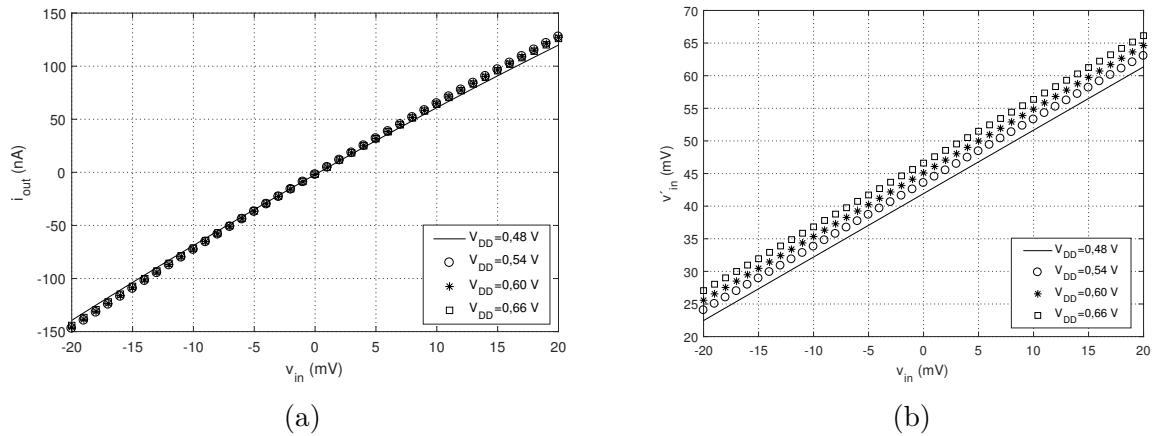 150
100
50
0
-50
-100
-150
i_out (nA)
-20 -15 -10 -5 0 5 10 15 20
v_in (mV)
V_DD=0,48 V
V_DD=0,54 V
V_DD=0,60 V
V_DD=0,66 V
(a)
70
65
60
55
50
45
40
35
30
25
20
v´_in (mV)
-20 -15 -10 -5 0 5 10 15 20
v_in (mV)
V_DD=0,48 V
V_DD=0,54 V
V_DD=0,60 V
V_DD=0,66 V
(b)